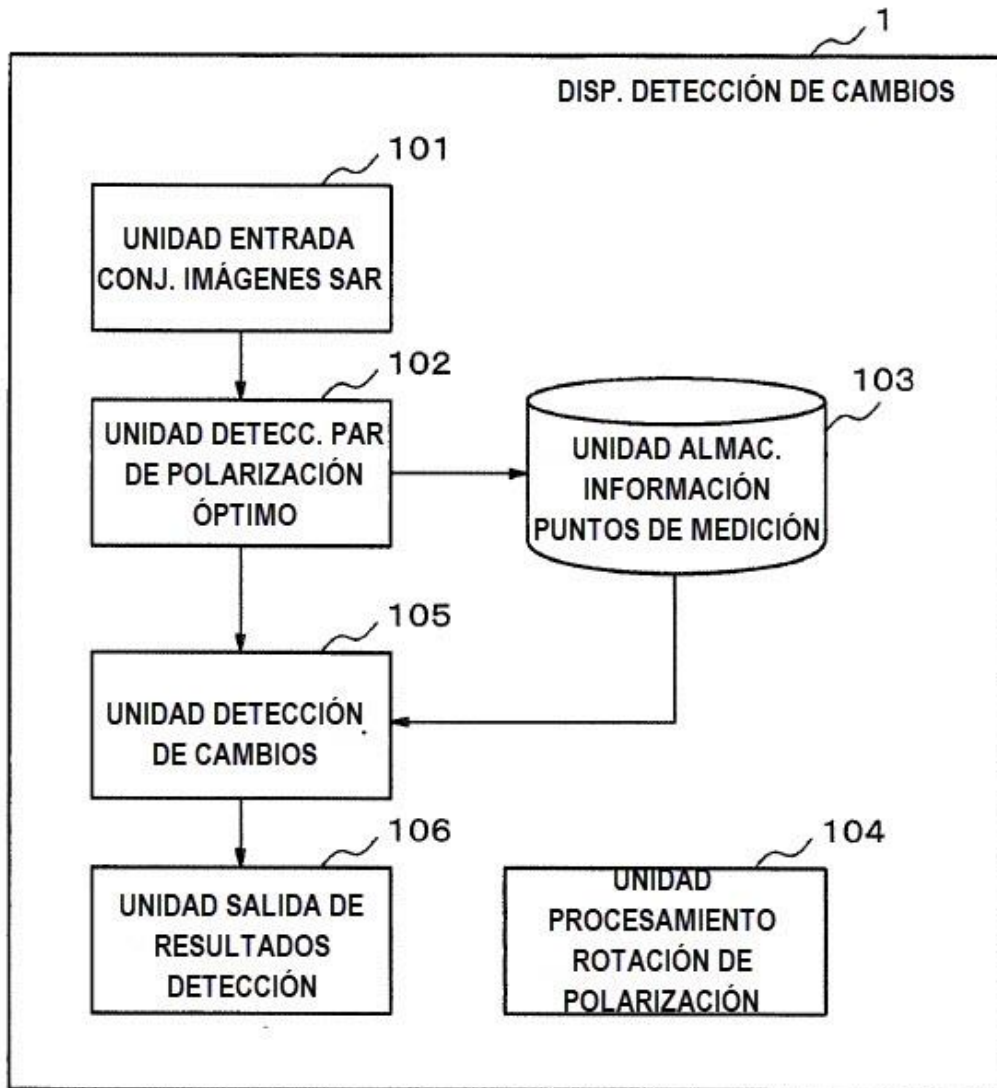 1
DISP. DETECCIÓN DE CAMBIOS
101
UNIDAD ENTRADA
CONJ. IMÁGENES SAR
102
UNIDAD DETECC. PAR
DE POLARIZACIÓN
ÓPTIMO
103
UNIDAD ALMAC.
INFORMACIÓN
PUNTOS DE MEDICIÓN
105
UNIDAD DETECCIÓN
DE CAMBIOS
106
UNIDAD SALIDA DE
RESULTADOS
DETECCIÓN
104
UNIDAD
PROCESAMIENTO
ROTACIÓN DE
POLARIZACIÓN